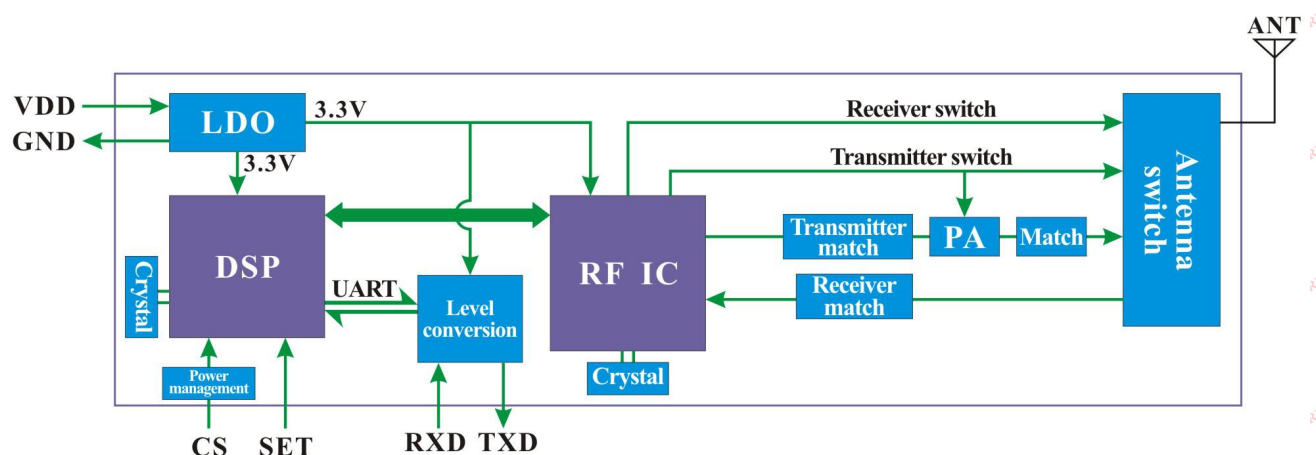 ANT
VDD
LDO
3.3V
Receiver switch
GND
3.3V
Transmitter switch
Antenna
switch
DSP
RF IC
Transmitter
match
PA
Match
Crystal
UART
Level
conversion
Receiver
match
Power
management
Crystal
CS
SET
RXD
TXD